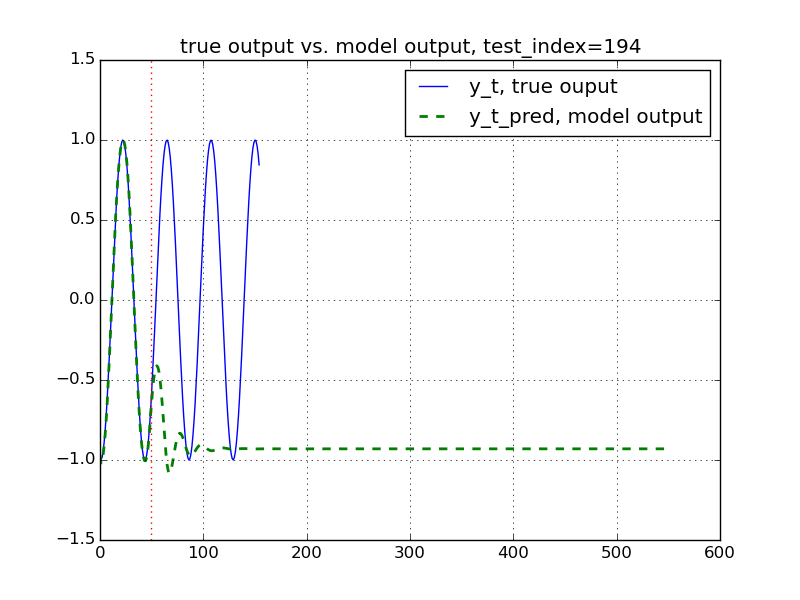 true output vs. model output, test_index=194
y_t, true ouput
y_t_pred, model output
1.5
1.0
0.5
0.0
−0.5
−1.0
−1.5
0 100 200 300 400 500 600